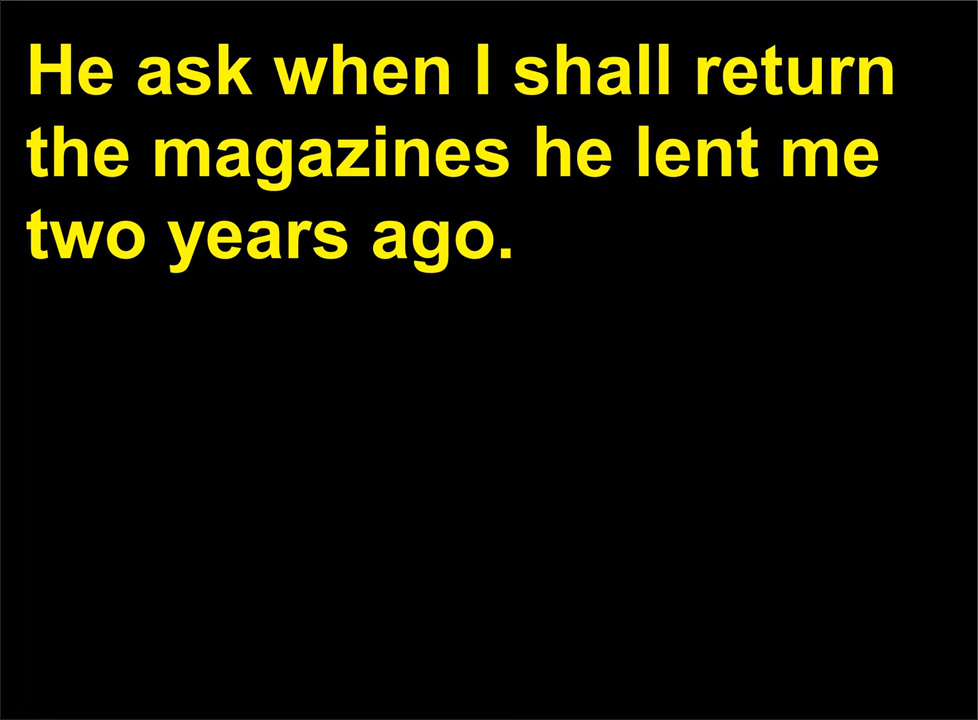 He ask when I shall return
the magazines he lent me
two years ago.